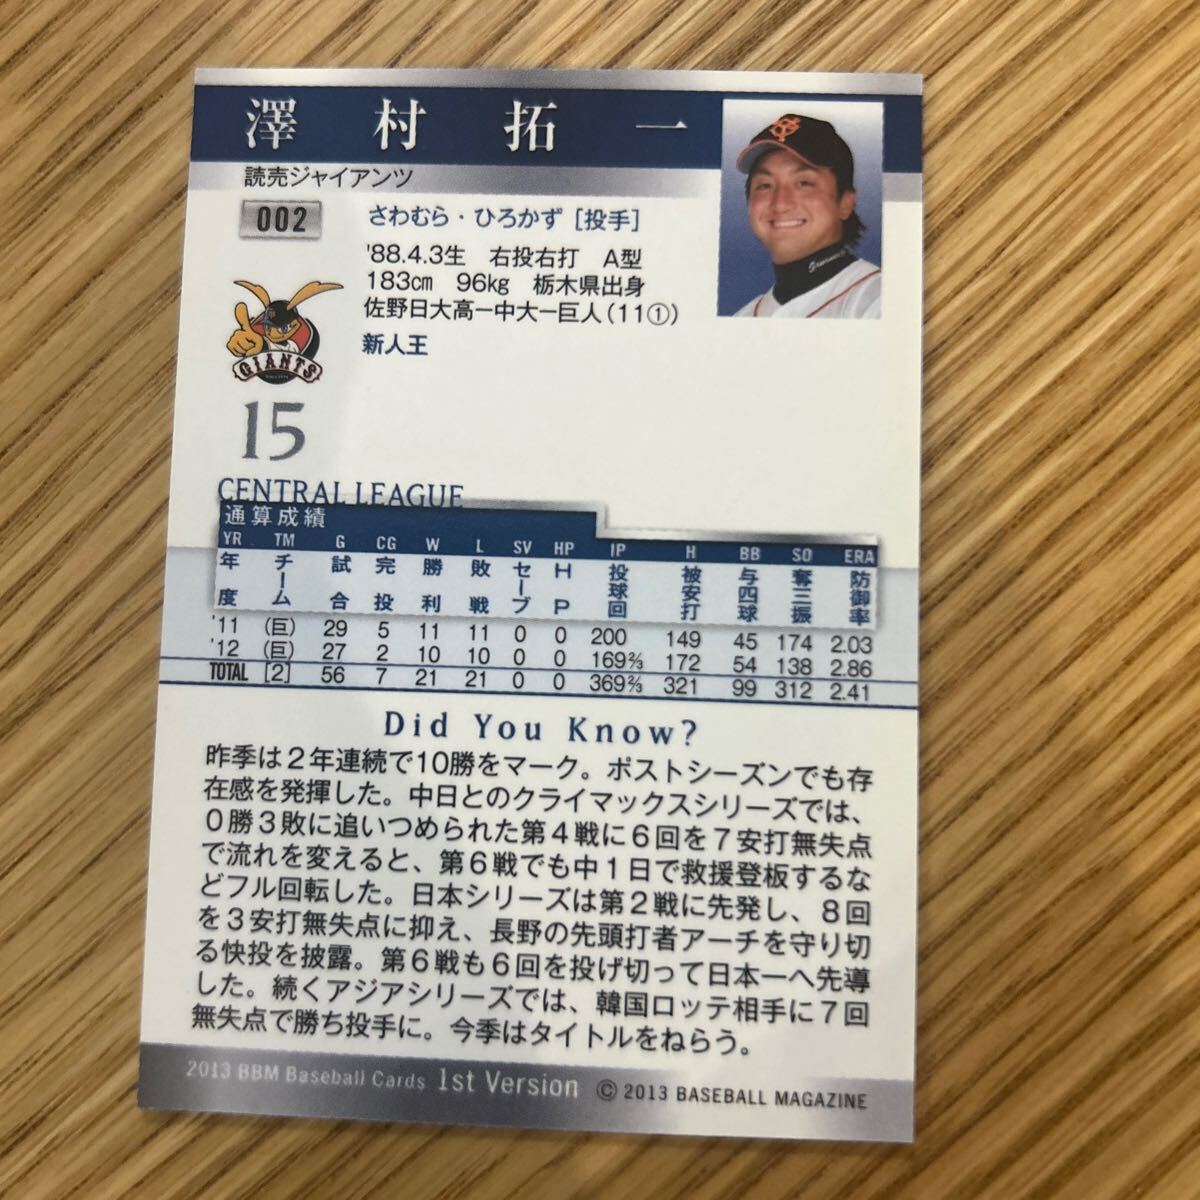 澤村拓一
読売ジャイアンツ
002
さわむら・ひろかず［投手］
'88.4.3生 右投右打 A型
183㎝ 96㎏ 栃木県出身
佐野日大高ー中大ー巨人（11①）
新人王
GIANTS
15
CENTRAL LEAGUE
通算成績
YR TM G CG W L SV HP IP H BB SO ERA
年度 チーム 試合 完投 勝利 敗戦 セーブ HP 投球回 被安打 与四球 奪三振 防御率
'11 (巨) 29 5 11 11 0 0 200 149 45 174 2.03
'12 (巨) 27 2 10 10 0 0 169⅔ 172 54 138 2.86
TOTAL [2] 56 7 21 21 0 0 369⅔ 321 99 312 2.41
Did You Know?
昨季は２年連続で10勝をマーク。ポストシーズンでも存
在感を発揮した。中日とのクライマックスシリーズでは、
０勝３敗に追いつめられた第４戦に６回を７安打無失点
で流れを変えると、第６戦でも中１日で救援登板するな
どフル回転した。日本シリーズは第２戦に先発し、８回
を３安打無失点に抑え、長野の先頭打者アーチを守り切
る快投を披露。第６戦も６回を投げ切って日本一へ先導
した。続くアジアシリーズでは、韓国ロッテ相手に７回
無失点で勝ち投手に。今季はタイトルをねらう。
2013 BBM Baseball Cards 1st Version © 2013 BASEBALL MAGAZINE